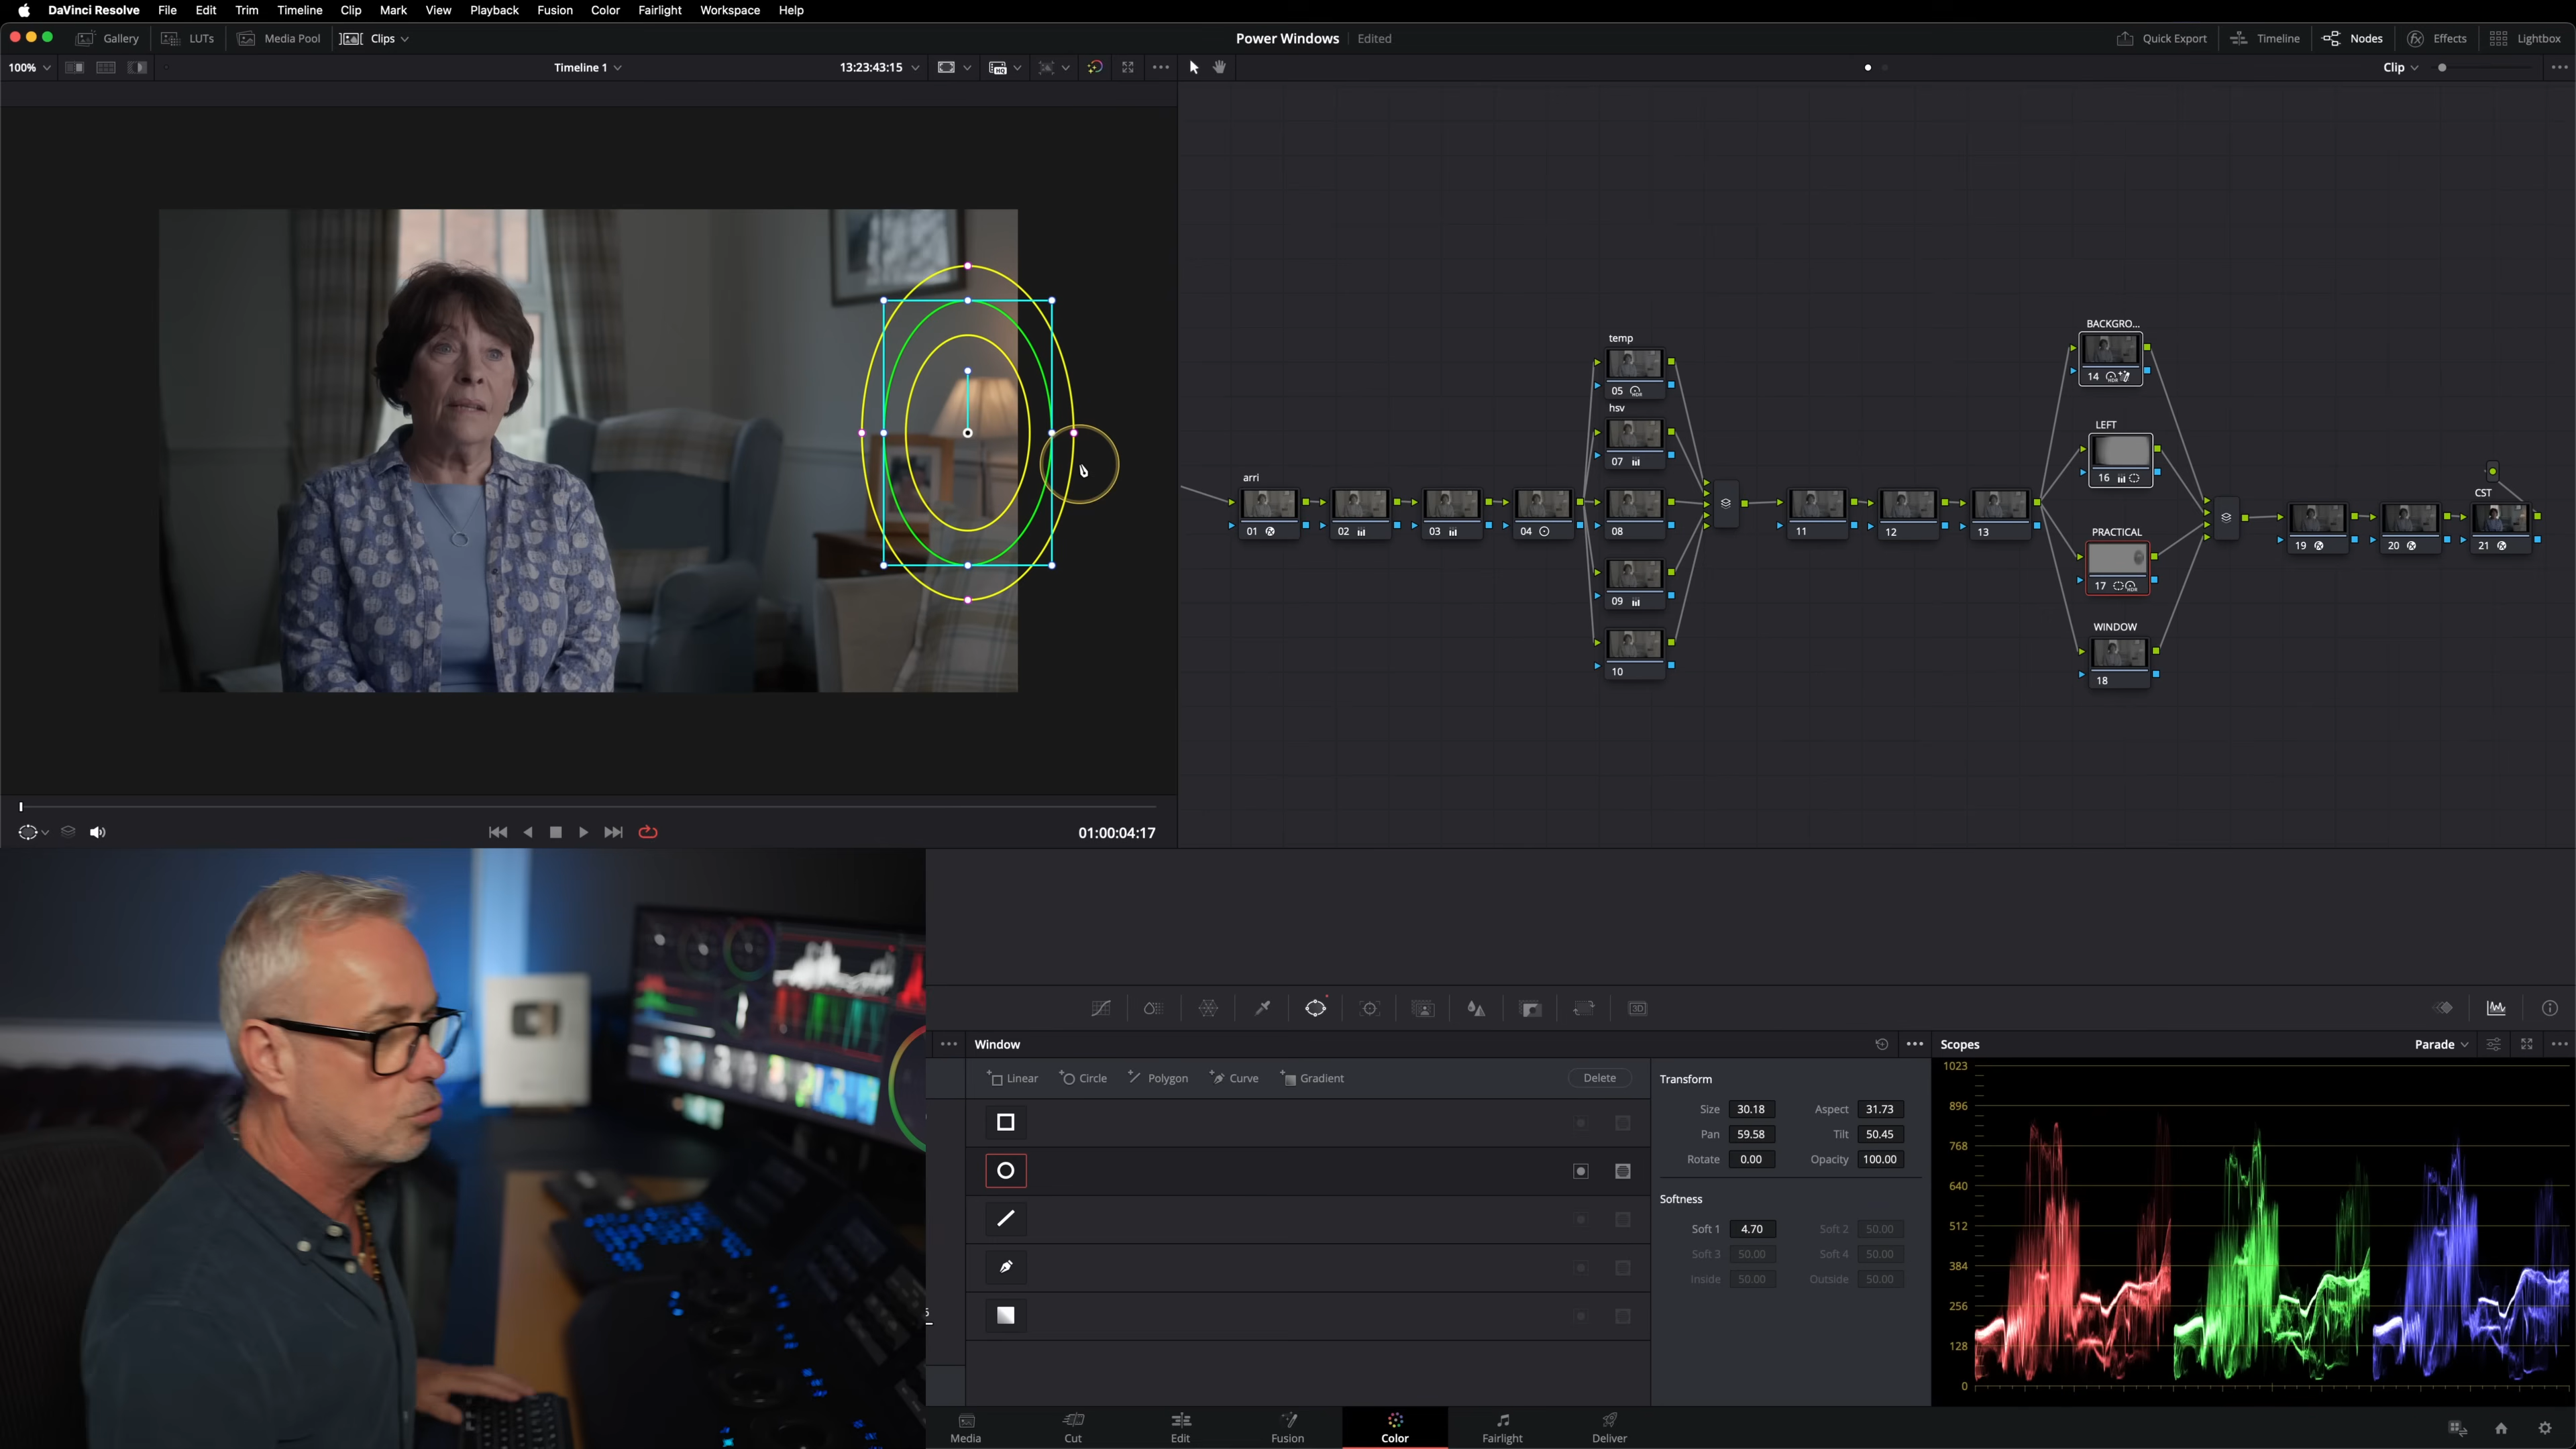 DaVinci Resolve File Edit Trim Timeline Clip Mark View Playback Fusion Color Fairlight Workspace Help
Gallery LUTs Media Pool Clips Power Windows Edited Quick Export Timeline Nodes Effects Lightbox
100% Timeline 1 13:23:43:15 Clip
BACKGRO...
14
temp
05
hsv
07
08
09
10
LEFT
16
arri
01
02
03
04
11
12
13
PRACTICAL
17
WINDOW
18
19
20
CST
21
01:00:04:17
Window
Linear Circle Polygon Curve Gradient Delete
Transform
Size 30.18 Aspect 31.73
Pan 59.58 Tilt 50.45
Rotate 0.00 Opacity 100.00
Softness
Soft 1 4.70 Soft 2 50.00
Soft 3 50.00 Soft 4 50.00
Inside 50.00 Outside 50.00
Scopes Parade
1023
896
768
640
512
384
256
128
0
3D
Media Cut Edit Fusion Color Fairlight Deliver